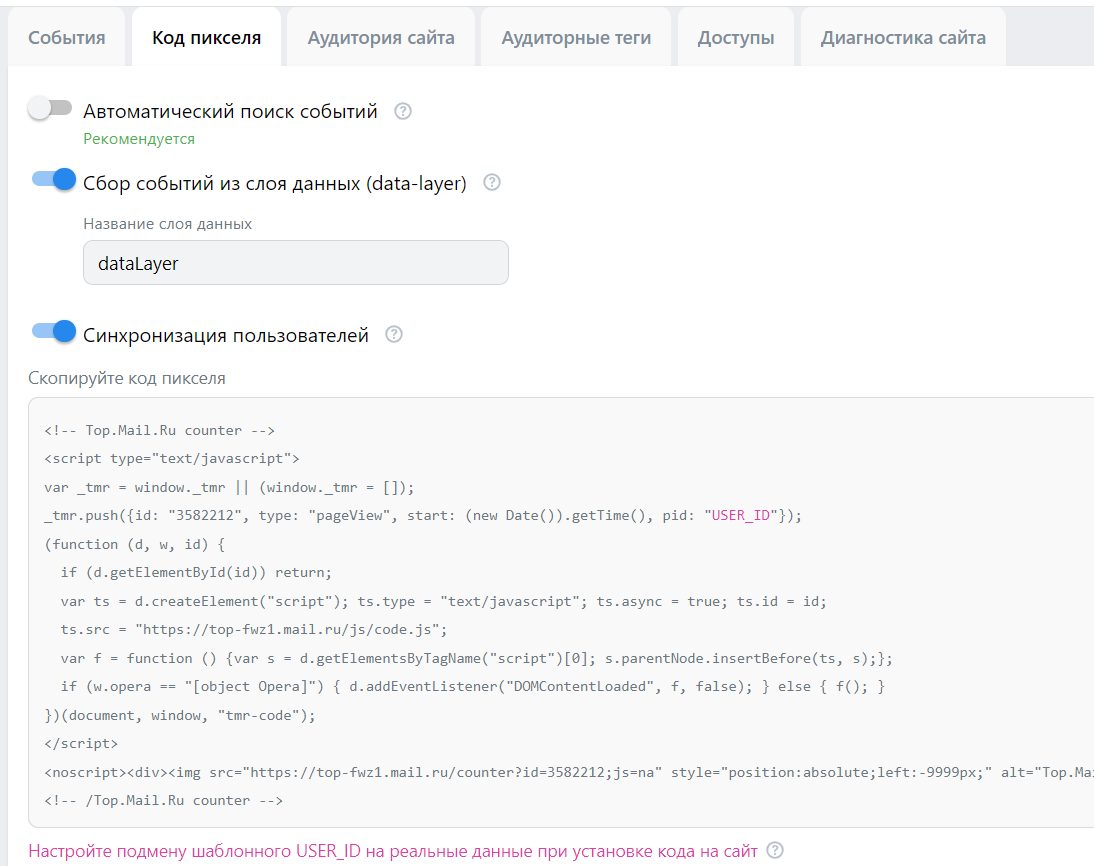 События Код пикселя Аудитория сайта Аудиторные теги Доступы Диагностика сайта
Автоматический поиск событий ?
Рекомендуется
Сбор событий из слоя данных (data-layer) ?
Название слоя данных
dataLayer
Синхронизация пользователей ?
Скопируйте код пикселя
<!-- Top.Mail.Ru counter -->
<script type="text/javascript">
var _tmr = window._tmr || (window._tmr = []);
_tmr.push({id: "3582212", type: "pageView", start: (new Date()).getTime(), pid: "USER_ID"});
(function (d, w, id) {
  if (d.getElementById(id)) return;
  var ts = d.createElement("script"); ts.type = "text/javascript"; ts.async = true; ts.id = id;
  ts.src = "https://top-fwz1.mail.ru/js/code.js";
  var f = function () {var s = d.getElementsByTagName("script")[0]; s.parentNode.insertBefore(ts, s);};
  if (w.opera == "[object Opera]") { d.addEventListener("DOMContentLoaded", f, false); } else { f(); }
})(document, window, "tmr-code");
</script>
<noscript><div><img src="https://top-fwz1.mail.ru/counter?id=3582212;js=na" style="position:absolute;left:-9999px;" alt="Top.Ma
<!-- /Top.Mail.Ru counter -->
Настройте подмену шаблонного USER_ID на реальные данные при установке кода на сайт ?